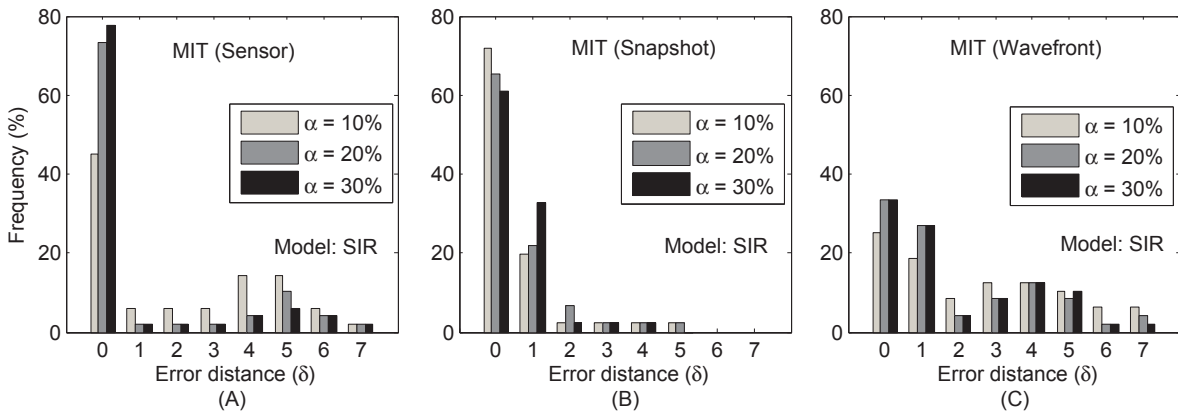 80
60
40
20
0
Frequency (%)
MIT (Sensor)
α = 10%
α = 20%
α = 30%
Model: SIR
0 1 2 3 4 5 6 7
Error distance (δ)
(A)
80
60
40
20
0
MIT (Snapshot)
α = 10%
α = 20%
α = 30%
Model: SIR
0 1 2 3 4 5 6 7
Error distance (δ)
(B)
80
60
40
20
0
MIT (Wavefront)
α = 10%
α = 20%
α = 30%
Model: SIR
0 1 2 3 4 5 6 7
Error distance (δ)
(C)